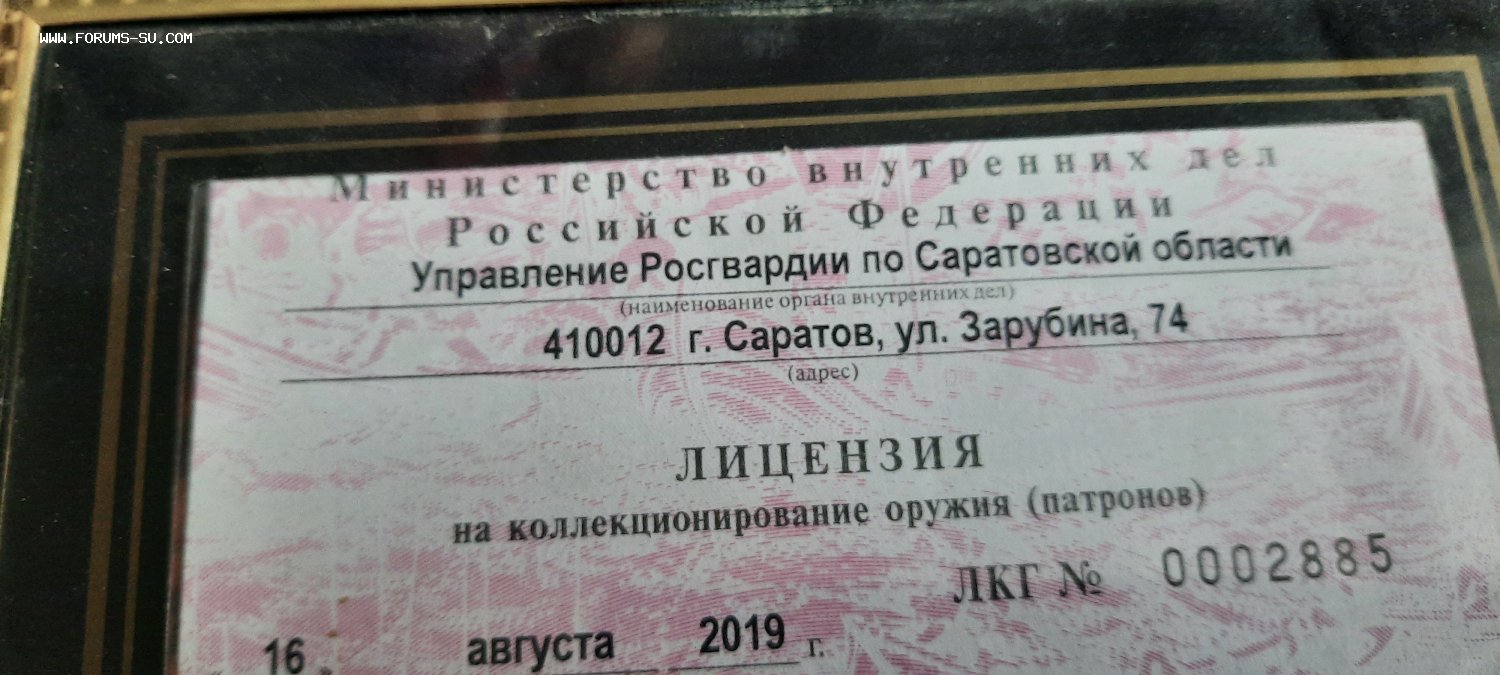 WWW.FORUMS-SU.COM
Министерство внутренних дел
Российской Федерации
Управление Росгвардии по Саратовской области
(наименование органа внутренних дел)
410012 г. Саратов, ул. Зарубина, 74
(адрес)
ЛИЦЕНЗИЯ
на коллекционирование оружия (патронов)
ЛКГ № 0002885
16 августа 2019 г.